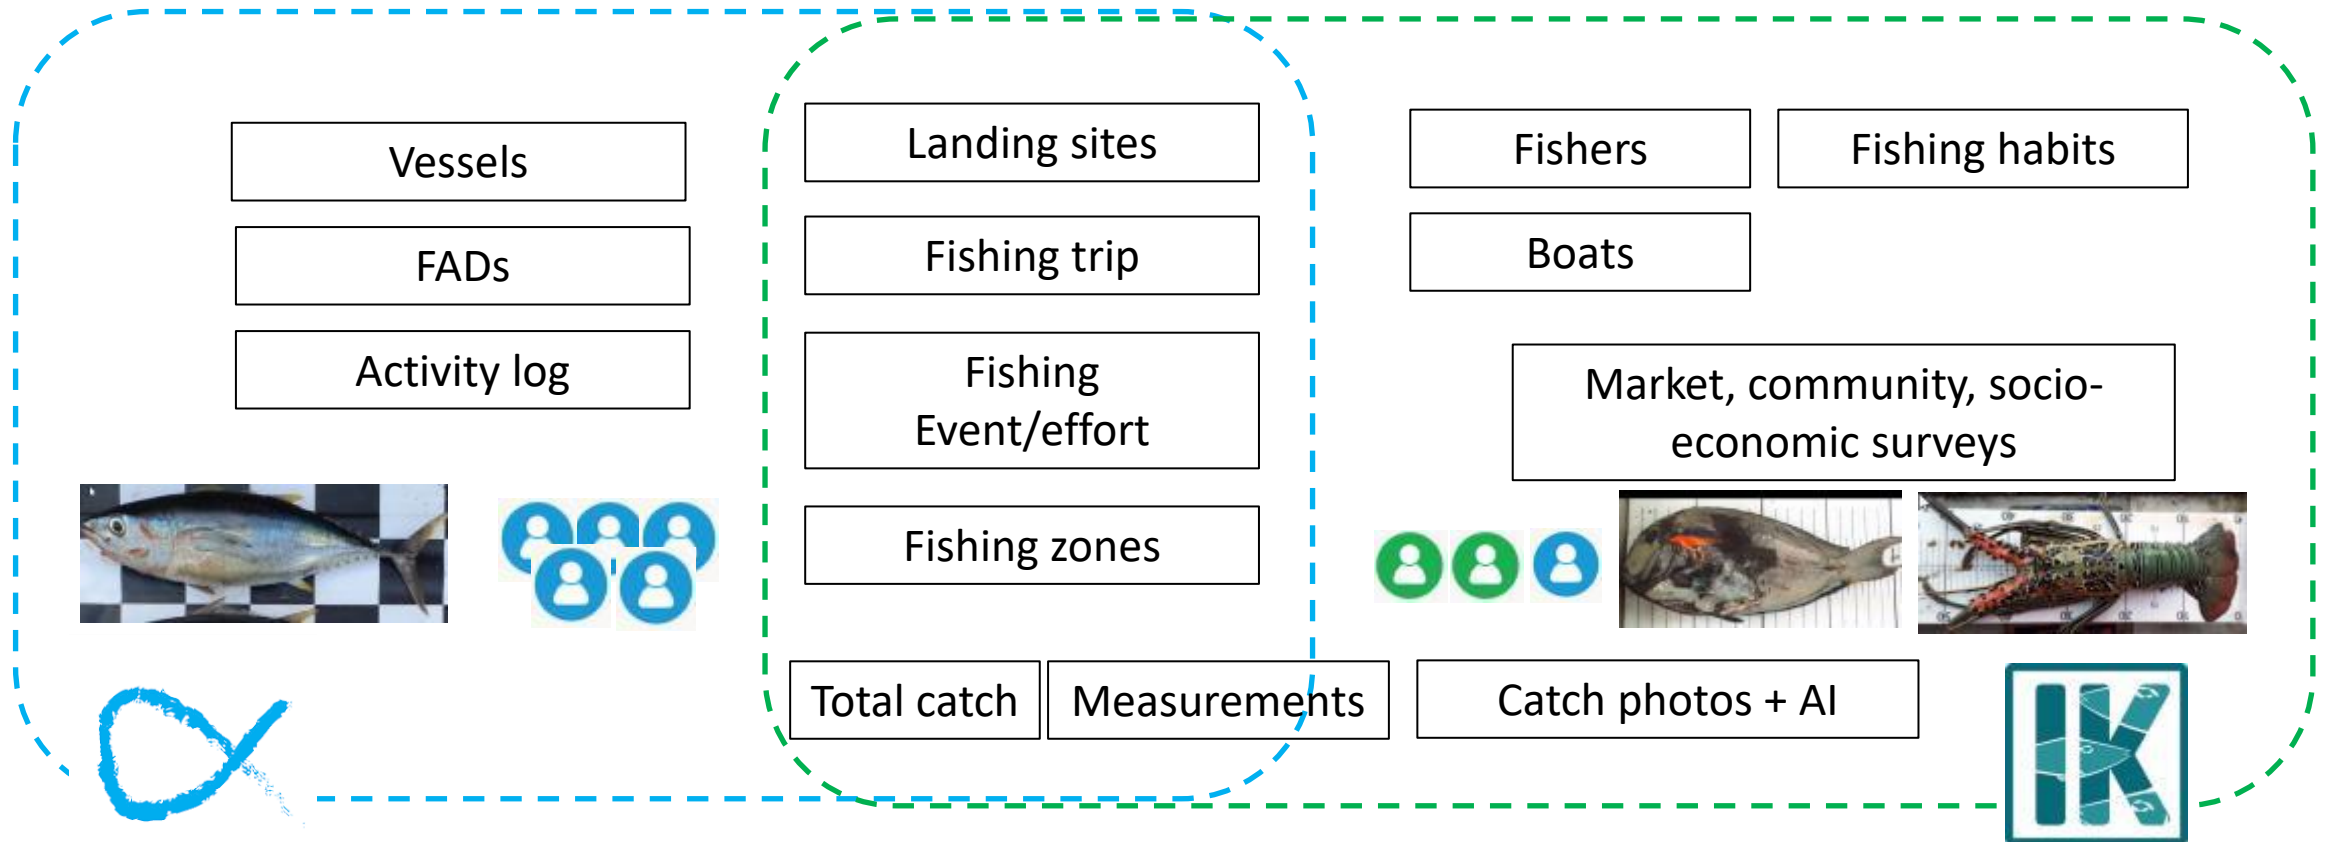 Vessels
FADs
Activity log
Landing sites
Fishing trip
Fishing
Event/effort
Fishing zones
Total catch
Measurements
Fishers
Fishing habits
Boats
Market, community, socio-
economic surveys
Catch photos + AI
IK